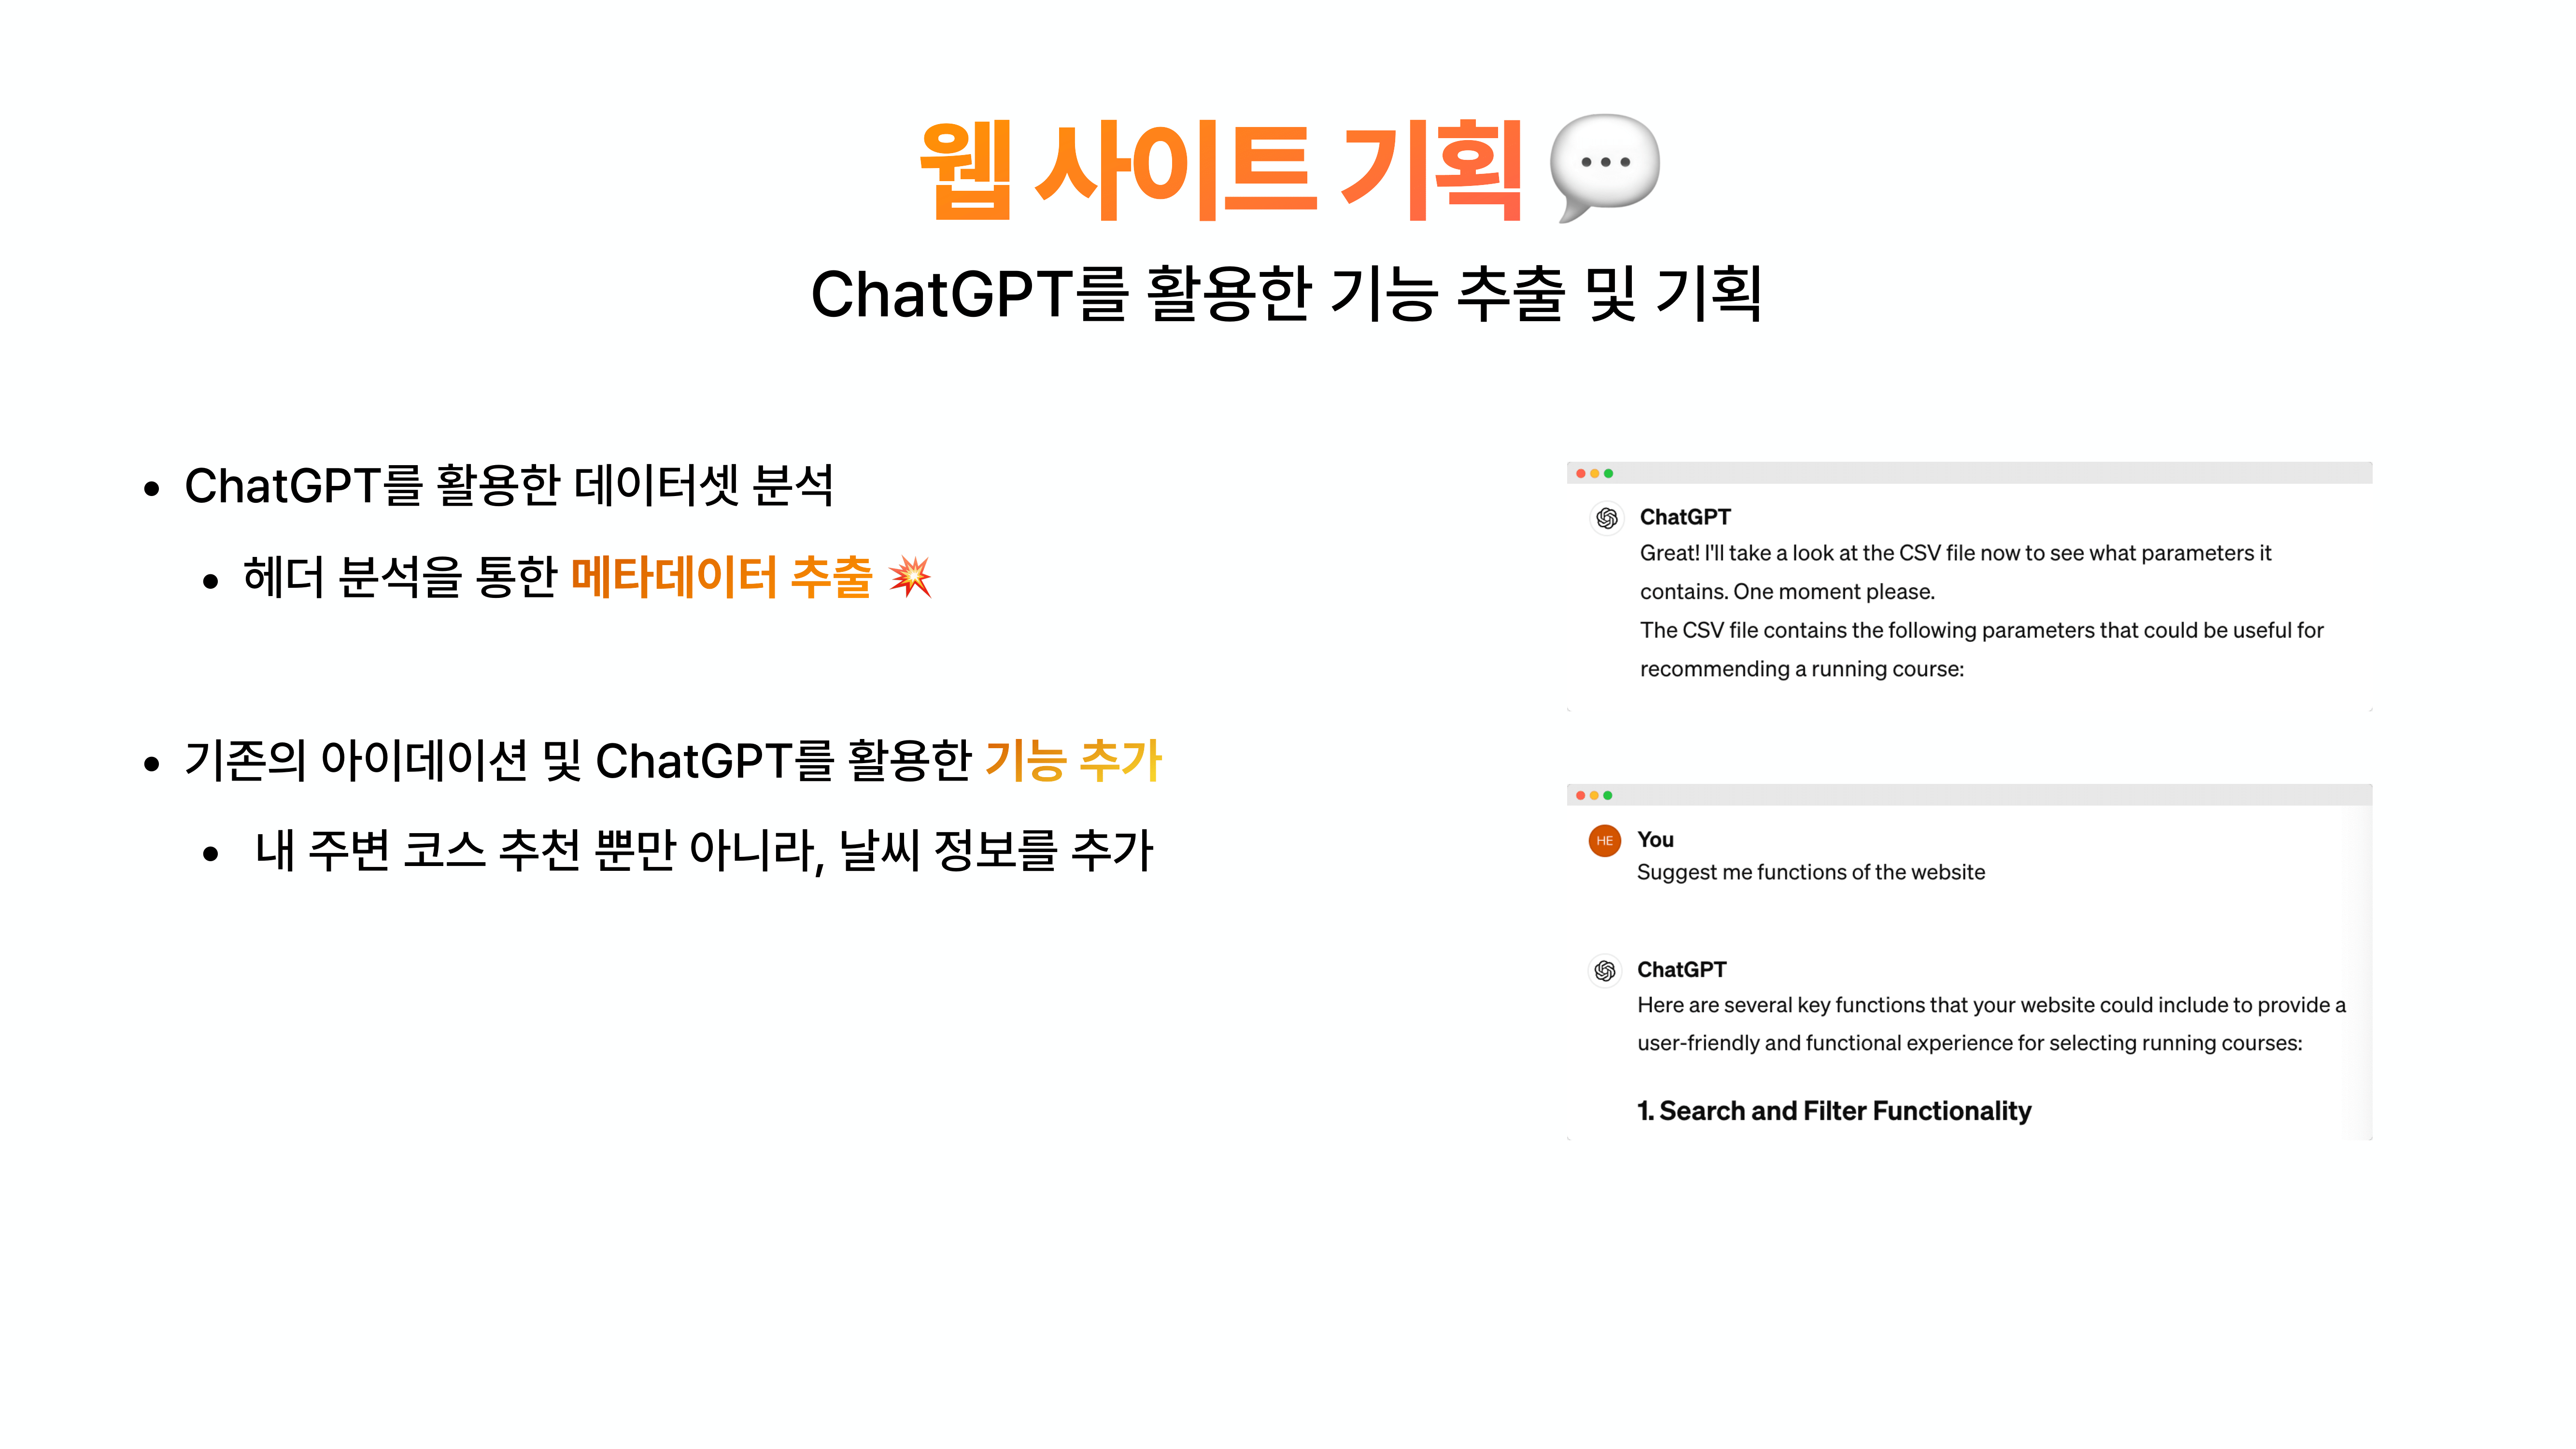 웹 사이트 기획 💬
ChatGPT를 활용한 기능 추출 및 기획
• ChatGPT를 활용한 데이터셋 분석
• 헤더 분석을 통한 메타데이터 추출 💥
• 기존의 아이데이션 및 ChatGPT를 활용한 기능 추가
• 내 주변 코스 추천 뿐만 아니라, 날씨 정보를 추가
ChatGPT
Great! I'll take a look at the CSV file now to see what parameters it
contains. One moment please.
The CSV file contains the following parameters that could be useful for
recommending a running course:
HE You
Suggest me functions of the website
ChatGPT
Here are several key functions that your website could include to provide a
user-friendly and functional experience for selecting running courses:
1. Search and Filter Functionality